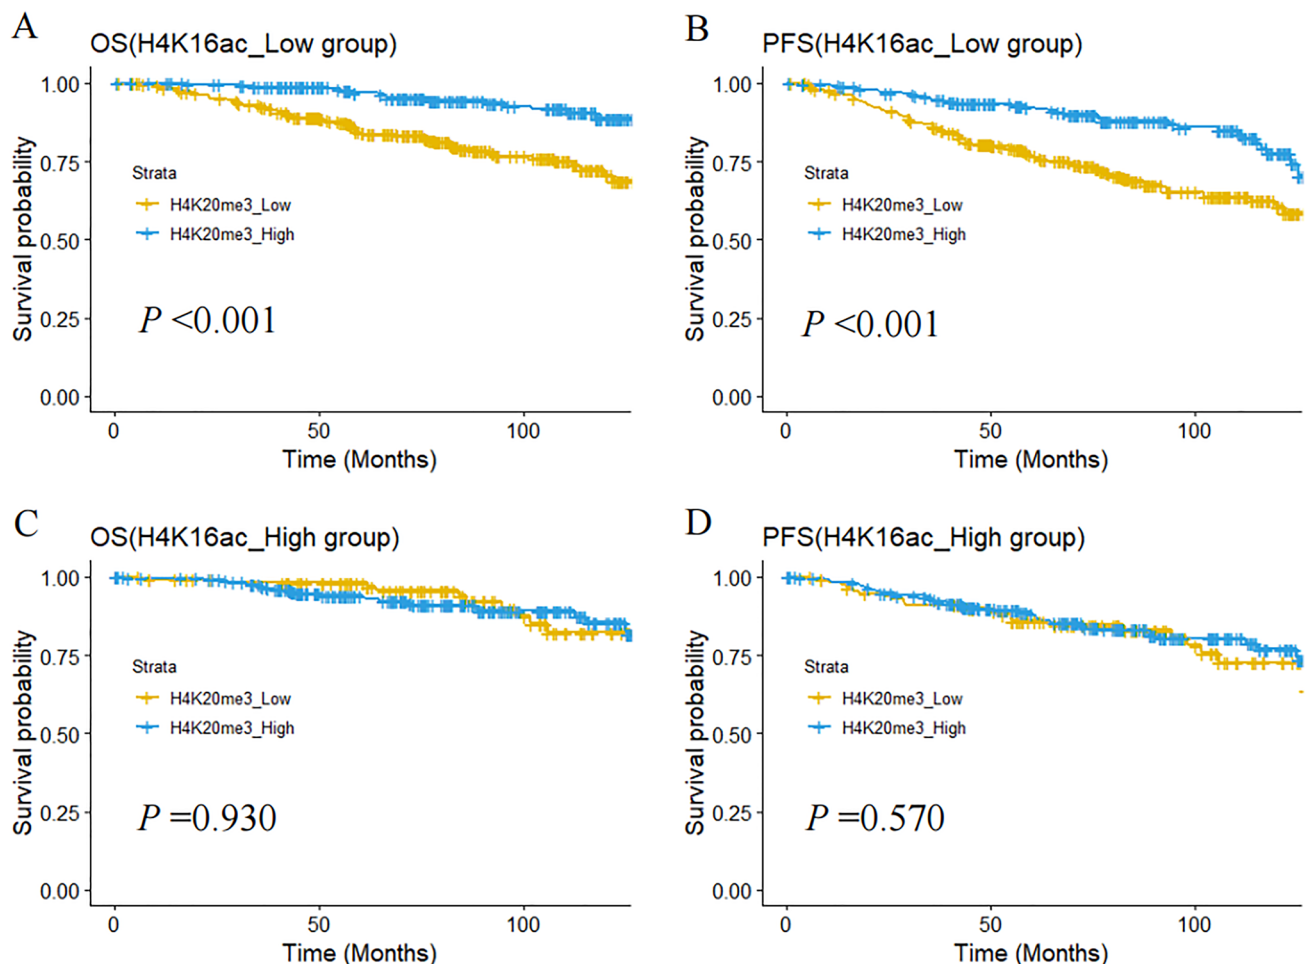 A
OS(H4K16ac_Low group)
Survival probability
1.00
0.75
0.50
0.25
0.00
Strata
H4K20me3_Low
H4K20me3_High
P <0.001
0 50 100
Time (Months)
B
PFS(H4K16ac_Low group)
Survival probability
1.00
0.75
0.50
0.25
0.00
Strata
H4K20me3_Low
H4K20me3_High
P <0.001
0 50 100
Time (Months)
C
OS(H4K16ac_High group)
Survival probability
1.00
0.75
0.50
0.25
0.00
Strata
H4K20me3_Low
H4K20me3_High
P =0.930
0 50 100
Time (Months)
D
PFS(H4K16ac_High group)
Survival probability
1.00
0.75
0.50
0.25
0.00
Strata
H4K20me3_Low
H4K20me3_High
P =0.570
0 50 100
Time (Months)